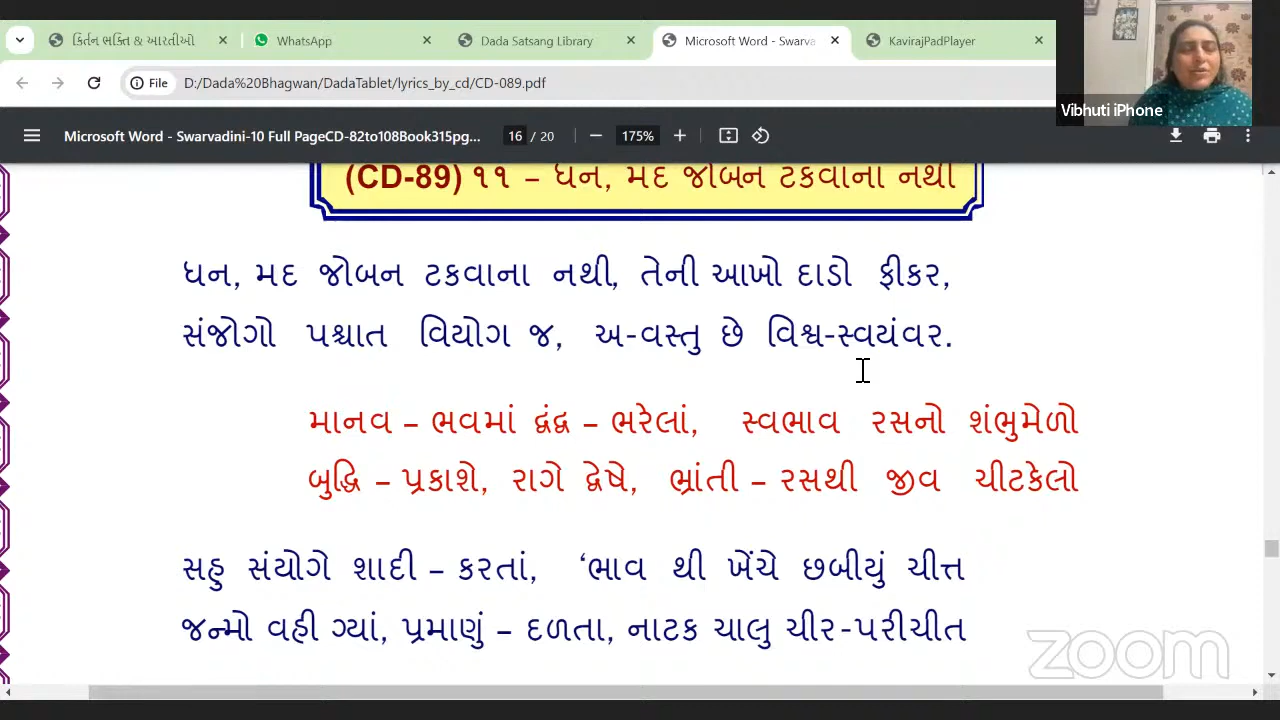 કિર્તન ભક્તિ & આરતીઓ
WhatsApp
Dada Satsang Library
Microsoft Word - Swarva
KavirajPadPlayer
File
D:/Dada%20Bhagwan/DadaTablet/lyrics_by_cd/CD-089.pdf
Vibhuti iPhone
Microsoft Word - Swarvadini-10 Full PageCD-82to108Book315pg...
16 / 20
175%
(CD-89) ૧૧ – ધન, મદ જોબન ટકવાના નથી
ધન, મદ જોબન ટકવાના નથી, તેની આખો દાડો ફીકર,
સંજોગો પશ્ચાત વિયોગ જ, અ-વસ્તુ છે વિશ્વ-સ્વયંવર.
માનવ – ભવમાં દ્વંદ્વ – ભરેલાં, સ્વભાવ રસનો શંભુમેળો
બુદ્ધિ – પ્રકાશે, રાગે દ્વેષે, ભ્રાંતી – રસથી જીવ ચીટકેલો
સહુ સંયોગે શાદી – કરતાં, ‘ભાવ થી ખેંચે છબીયું ચીત્ત
જન્મો વહી ગ્યાં, પ્રમાણું – દળતા, નાટક ચાલુ ચીર-પરીચીત
zoom